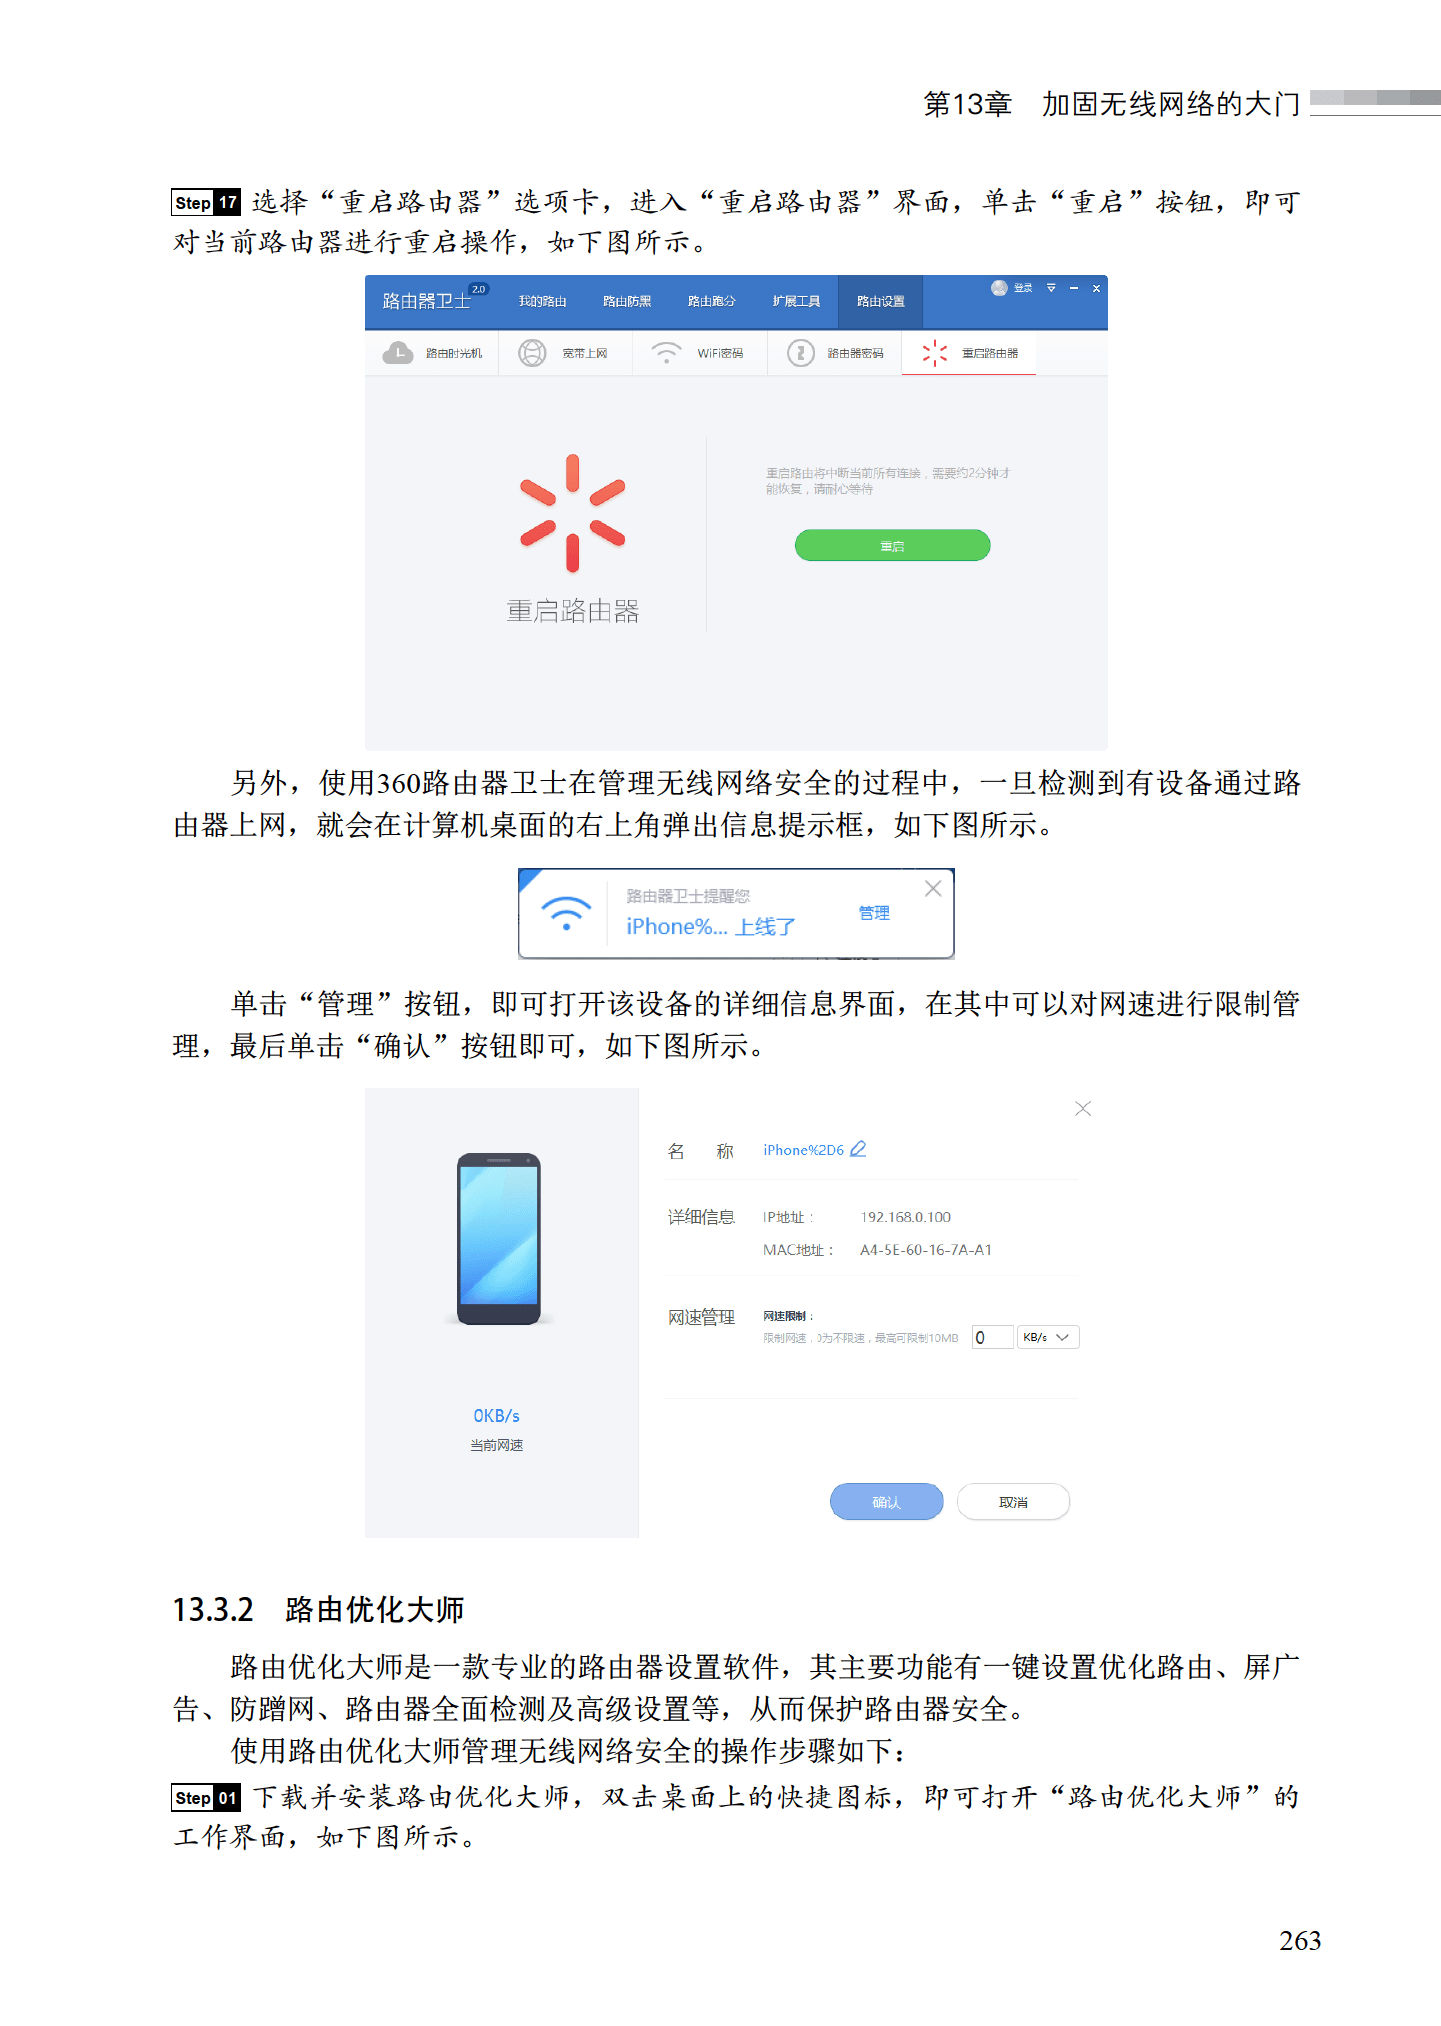 第13章　加固无线网络的大门
Step 17 选择“重启路由器”选项卡，进入“重启路由器”界面，单击“重启”按钮，即可
对当前路由器进行重启操作，如下图所示。
路由器卫士 2.0 我的路由 路由防黑 路由跑分 扩展工具 路由设置 登录
路由时光机 宽带上网 WiFi密码 路由器密码 重启路由器
重启路由将中断当前所有连接，需要约2分钟才
能恢复，请耐心等待
重启
重启路由器
另外，使用360路由器卫士在管理无线网络安全的过程中，一旦检测到有设备通过路
由器上网，就会在计算机桌面的右上角弹出信息提示框，如下图所示。
路由器卫士提醒您
iPhone%... 上线了 管理
单击“管理”按钮，即可打开该设备的详细信息界面，在其中可以对网速进行限制管
理，最后单击“确认”按钮即可，如下图所示。
名　称 iPhone%2D6
详细信息 IP地址： 192.168.0.100
MAC地址： A4-5E-60-16-7A-A1
网速管理 网速限制：
限制网速，0为不限速，最高可限制10MB 0 KB/s
0KB/s
当前网速
确认 取消
13.3.2　路由优化大师
路由优化大师是一款专业的路由器设置软件，其主要功能有一键设置优化路由、屏广
告、防蹭网、路由器全面检测及高级设置等，从而保护路由器安全。
使用路由优化大师管理无线网络安全的操作步骤如下：
Step 01 下载并安装路由优化大师，双击桌面上的快捷图标，即可打开“路由优化大师”的
工作界面，如下图所示。
263